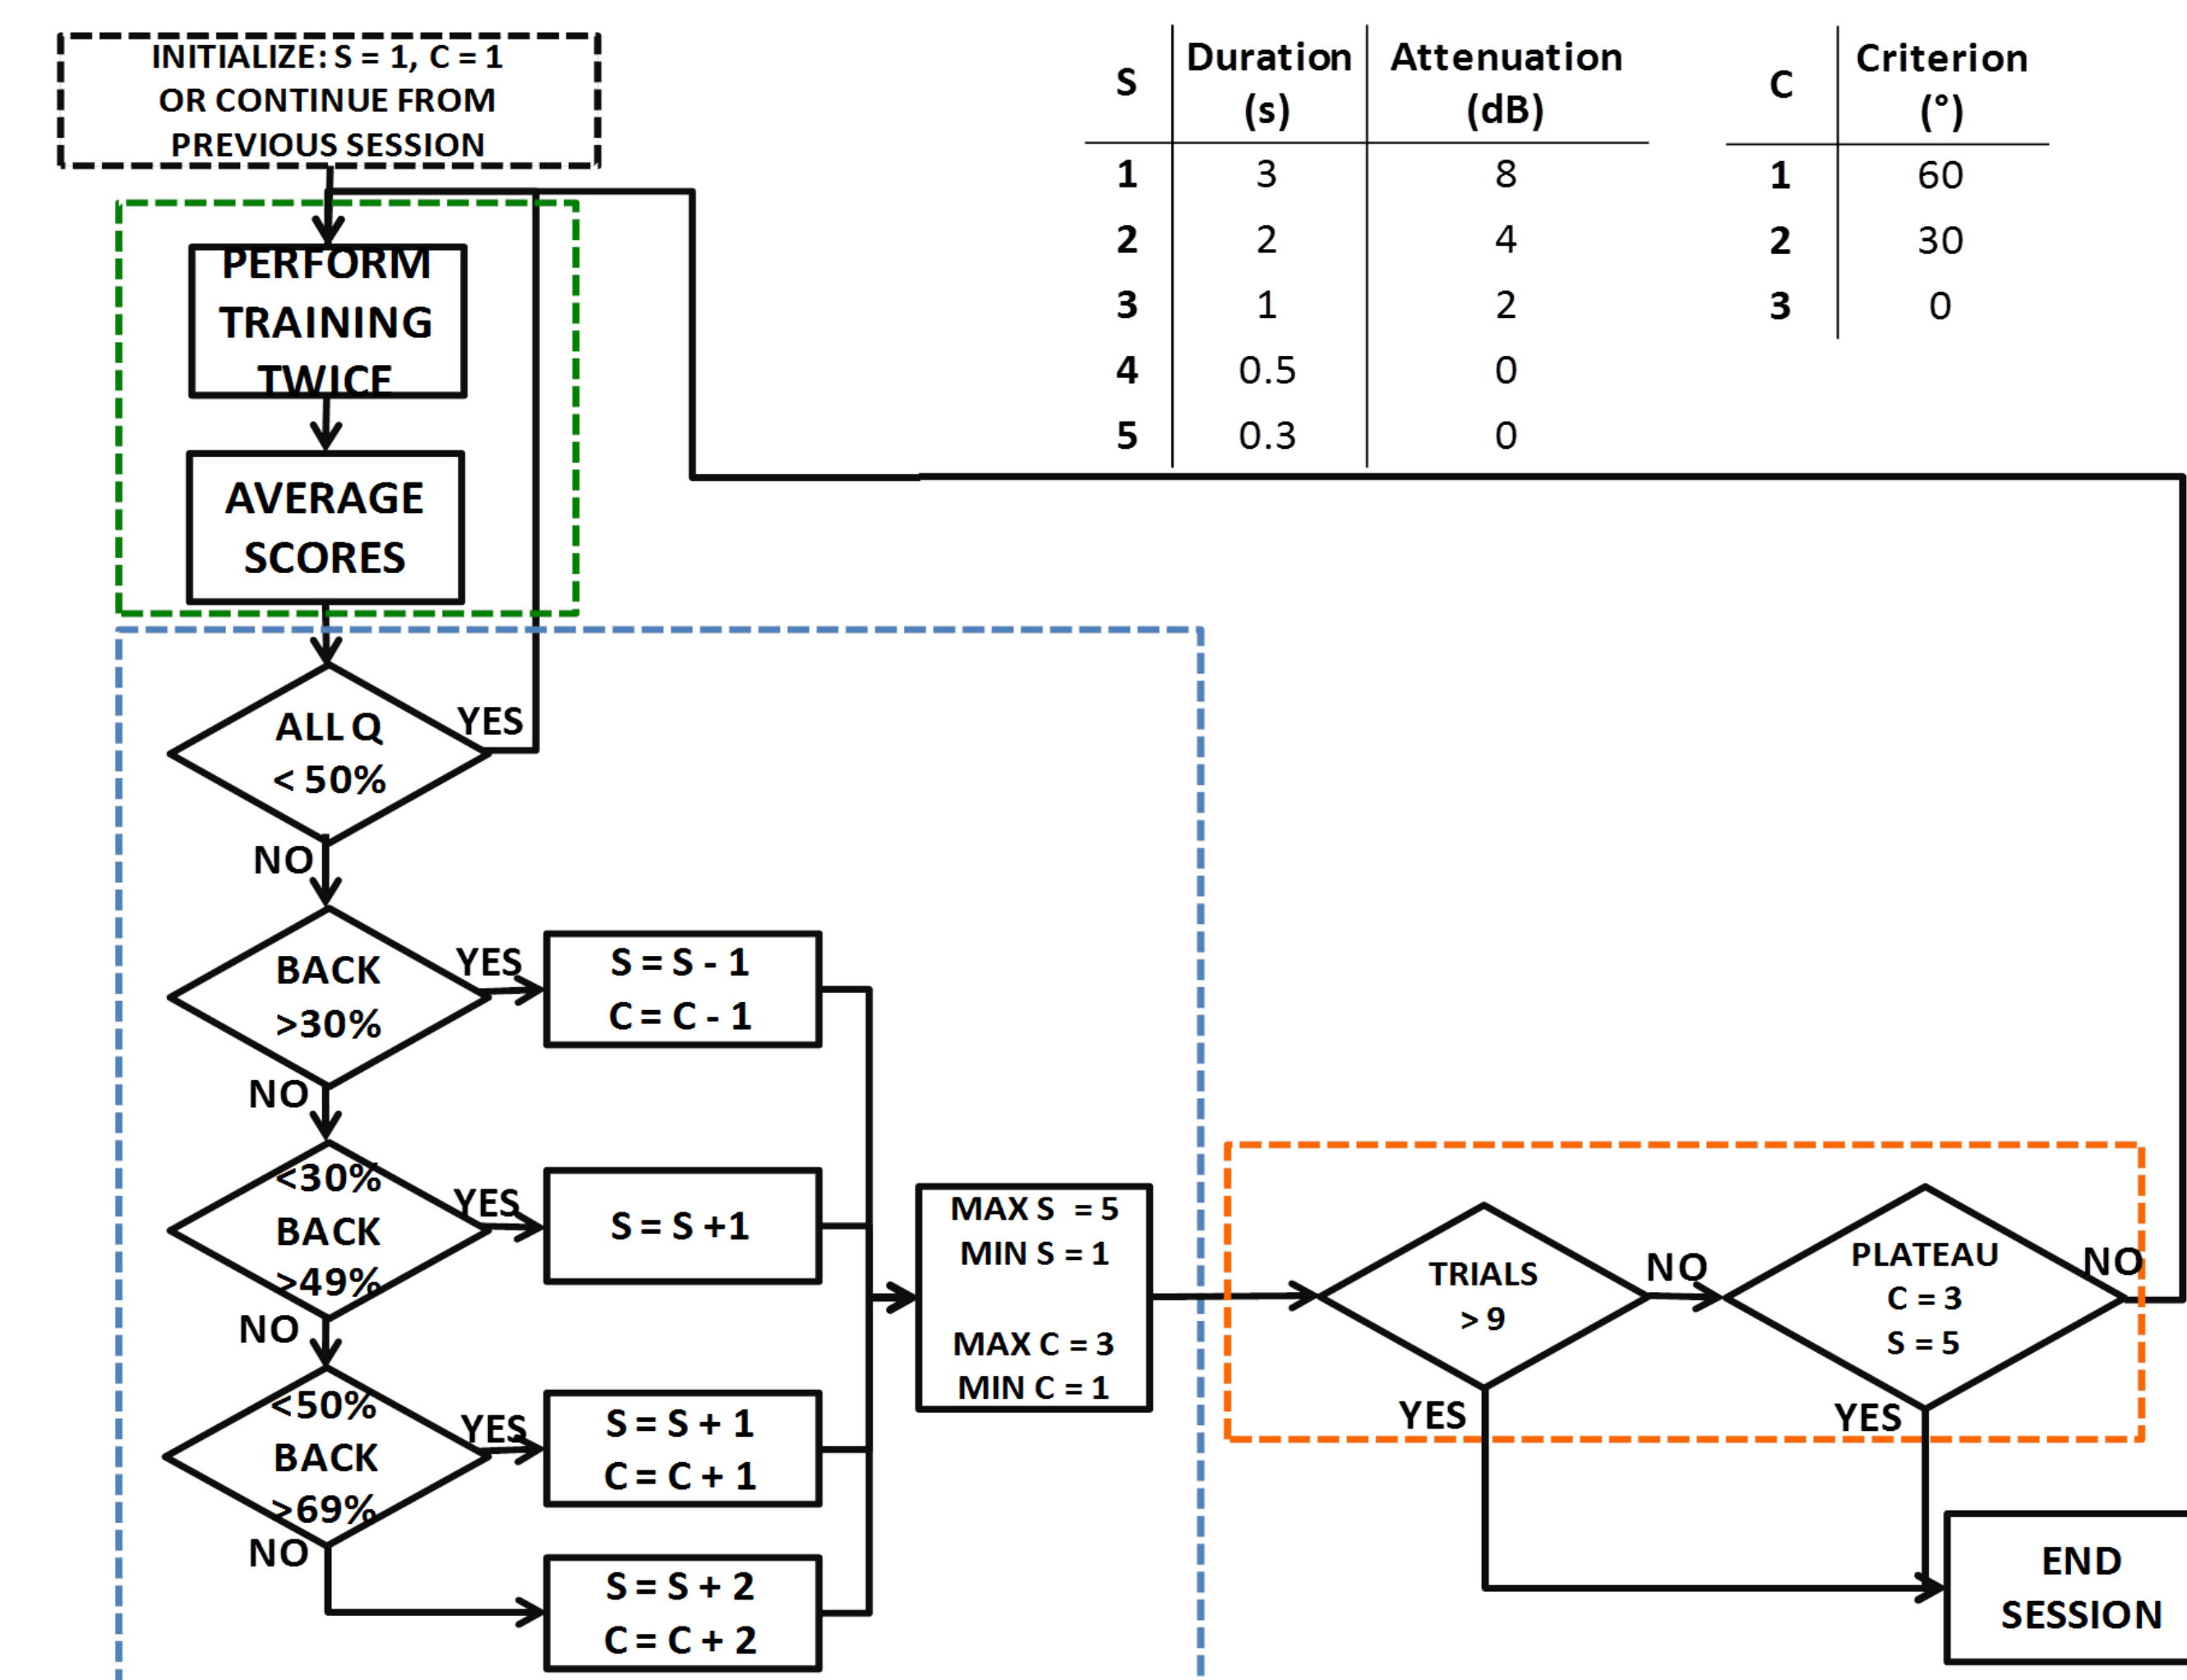 INITIALIZE: S = 1, C = 1
OR CONTINUE FROM
PREVIOUS SESSION
PERFORM
TRAINING
TWICE
AVERAGE
SCORES
ALL Q
< 50%
YES
NO
BACK
>30%
YES
NO
S = S - 1
C = C - 1
<30%
BACK
>49%
YES
NO
S = S +1
<50%
BACK
>69%
YES
NO
S = S + 1
C = C + 1
S = S + 2
C = C + 2
MAX S = 5
MIN S = 1
MAX C = 3
MIN C = 1
TRIALS
> 9
NO
YES
PLATEAU
C = 3
S = 5
NO
YES
END
SESSION
S Duration (s) Attenuation (dB)
1 3 8
2 2 4
3 1 2
4 0.5 0
5 0.3 0
C Criterion (°)
1 60
2 30
3 0